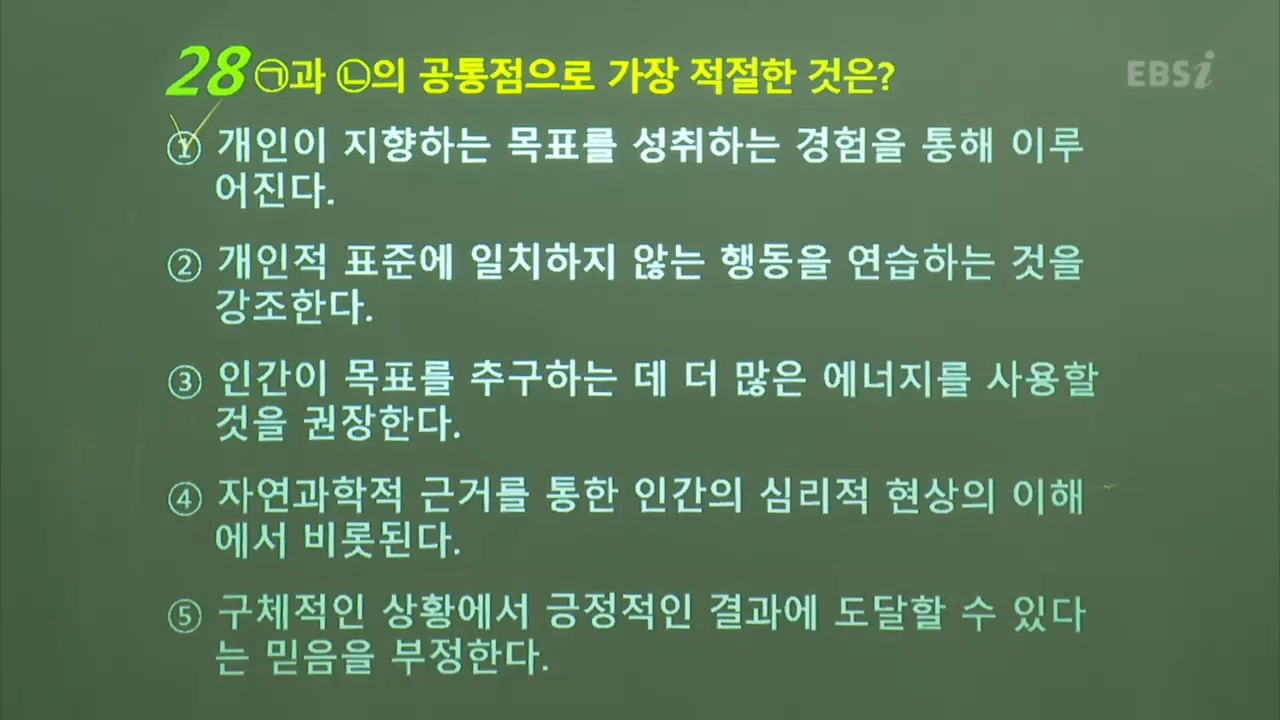 28 ㉠과 ㉡의 공통점으로 가장 적절한 것은?
EBSi
① 개인이 지향하는 목표를 성취하는 경험을 통해 이루
어진다.
② 개인적 표준에 일치하지 않는 행동을 연습하는 것을
강조한다.
③ 인간이 목표를 추구하는 데 더 많은 에너지를 사용할
것을 권장한다.
④ 자연과학적 근거를 통한 인간의 심리적 현상의 이해
에서 비롯된다.
⑤ 구체적인 상황에서 긍정적인 결과에 도달할 수 있다
는 믿음을 부정한다.